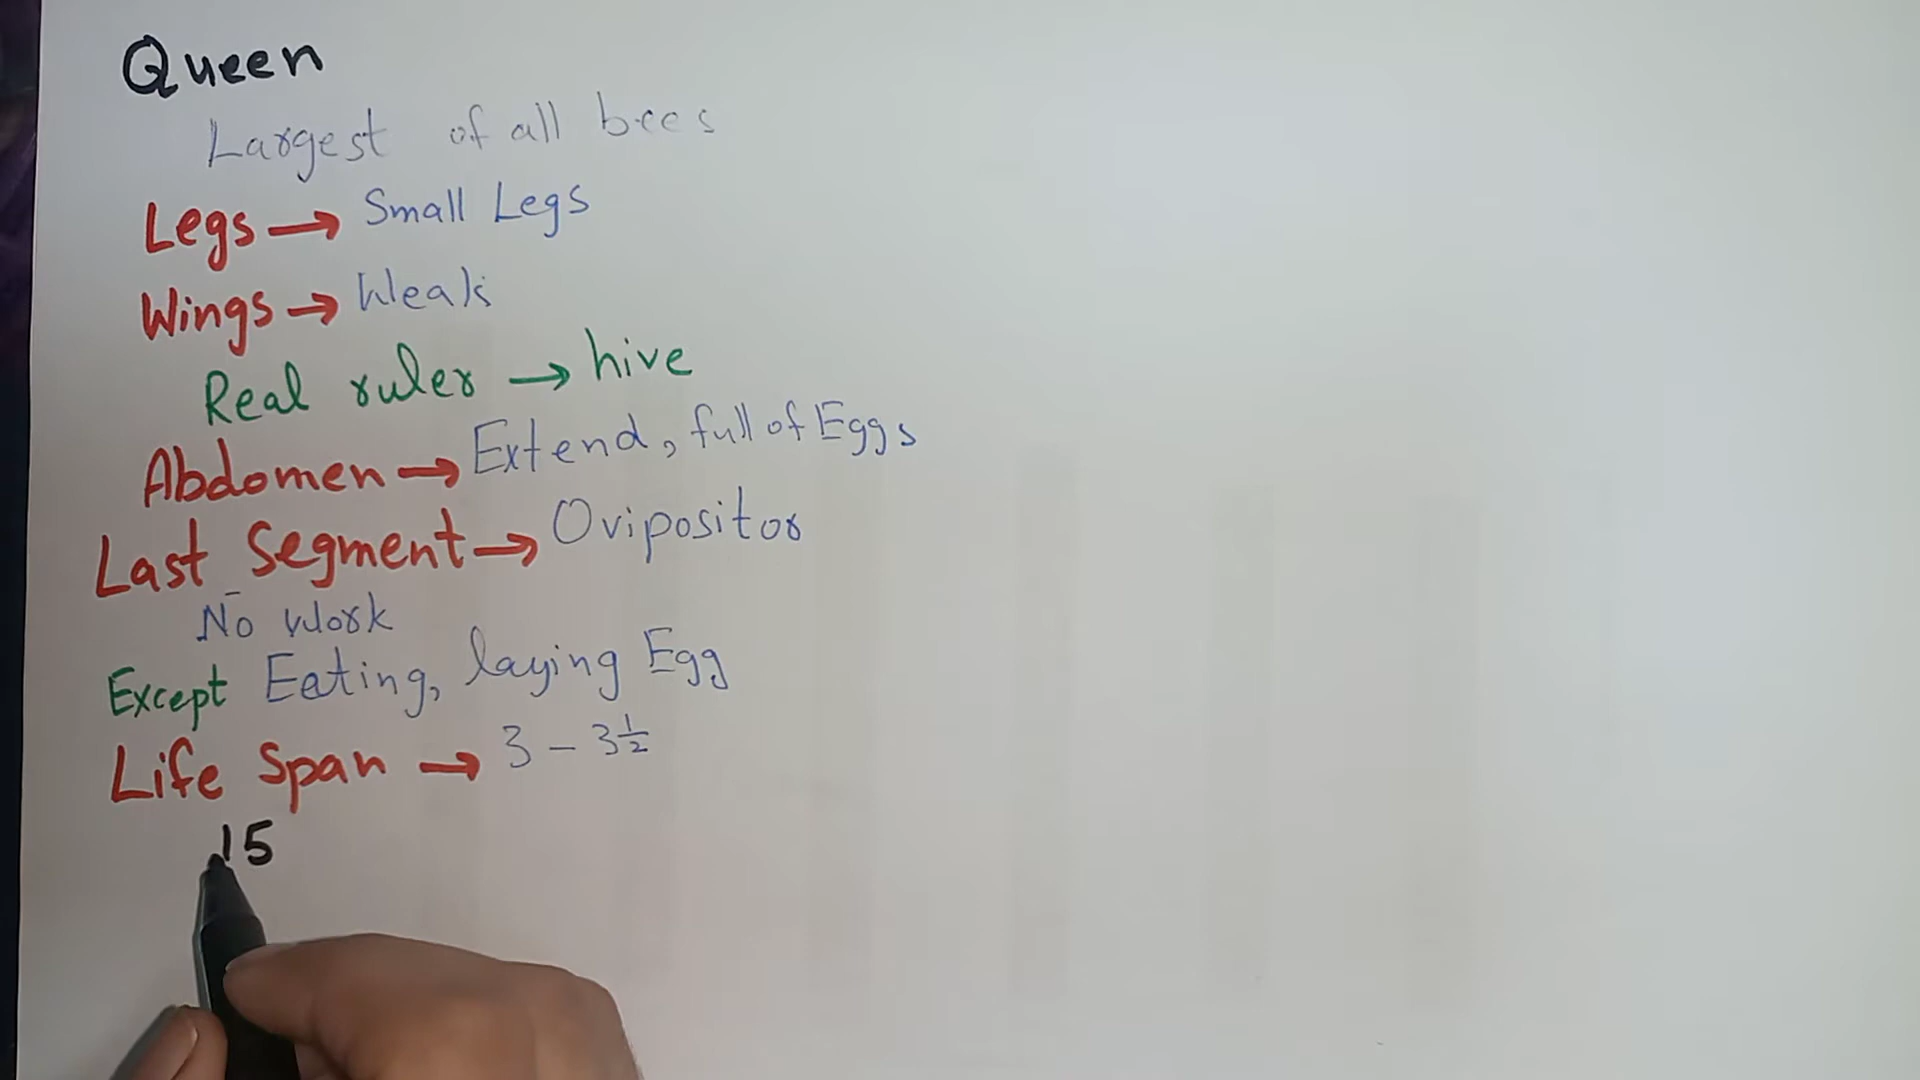 Queen
Largest of all bees
Legs → Small Legs
Wings → Weak
Real ruler → hive
Abdomen → Extend, full of Eggs
Last Segment → Ovipositor
No Work
Except Eating, laying Egg
Life Span → 3 - 3½
15